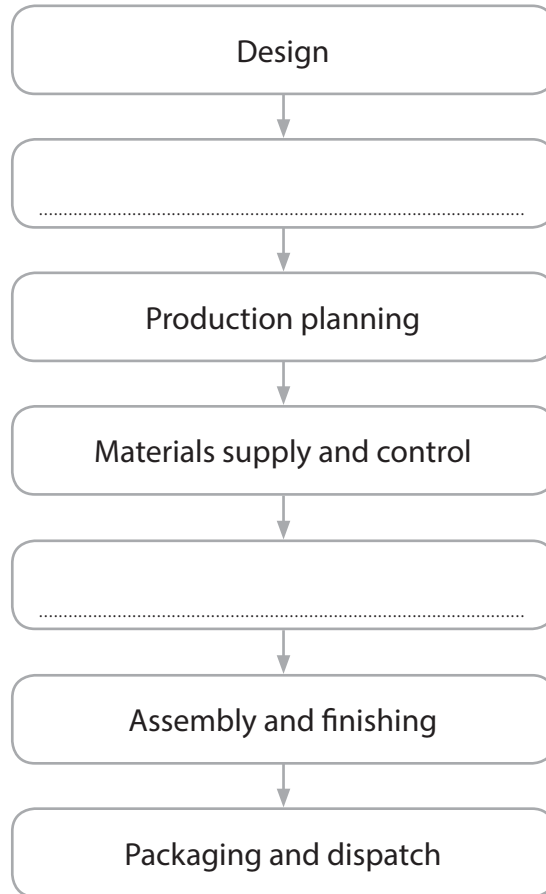 Design
Production planning
Materials supply and control
Assembly and finishing
Packaging and dispatch